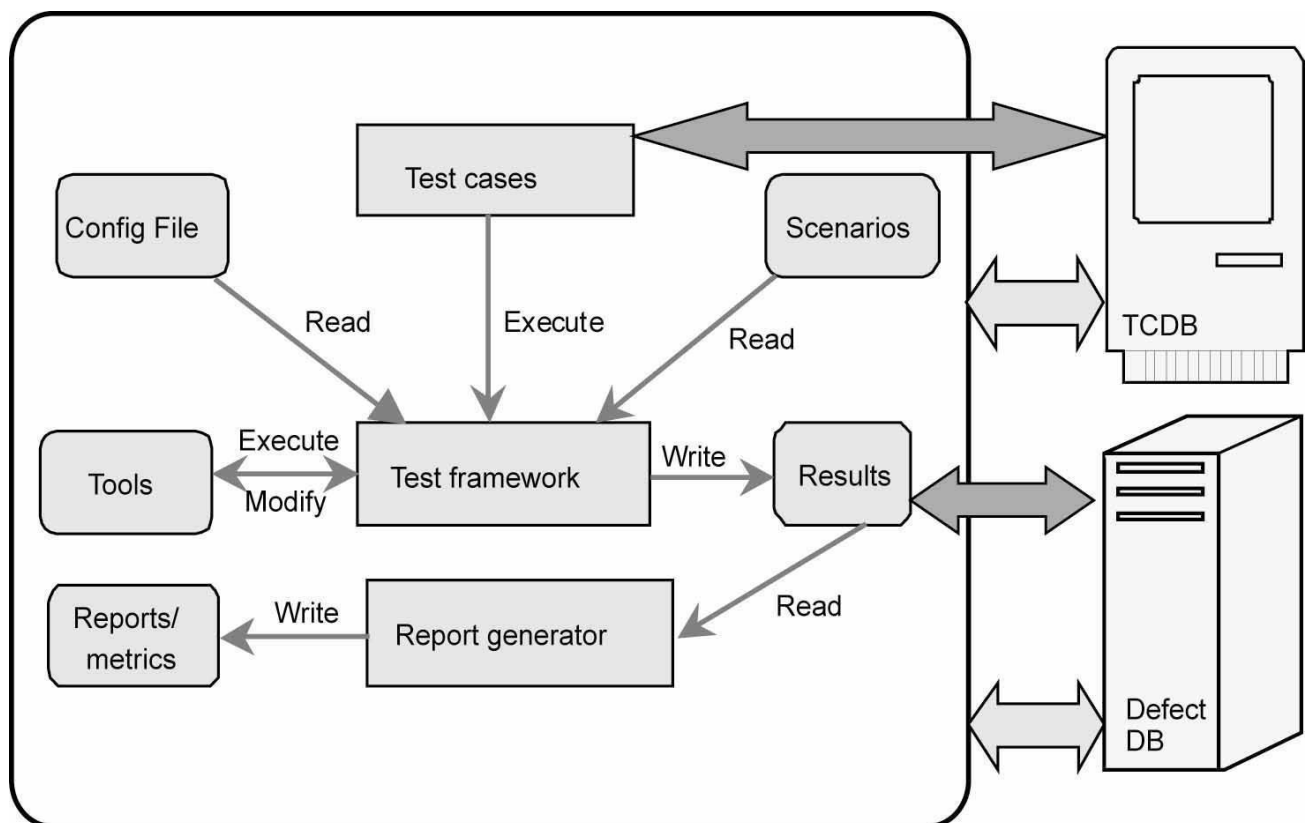 Test cases
Config File
Scenarios
Read
Execute
Read
TCDB
Tools
Execute
Modify
Test framework
Write
Results
Reports/
metrics
Write
Report generator
Read
Defect
DB